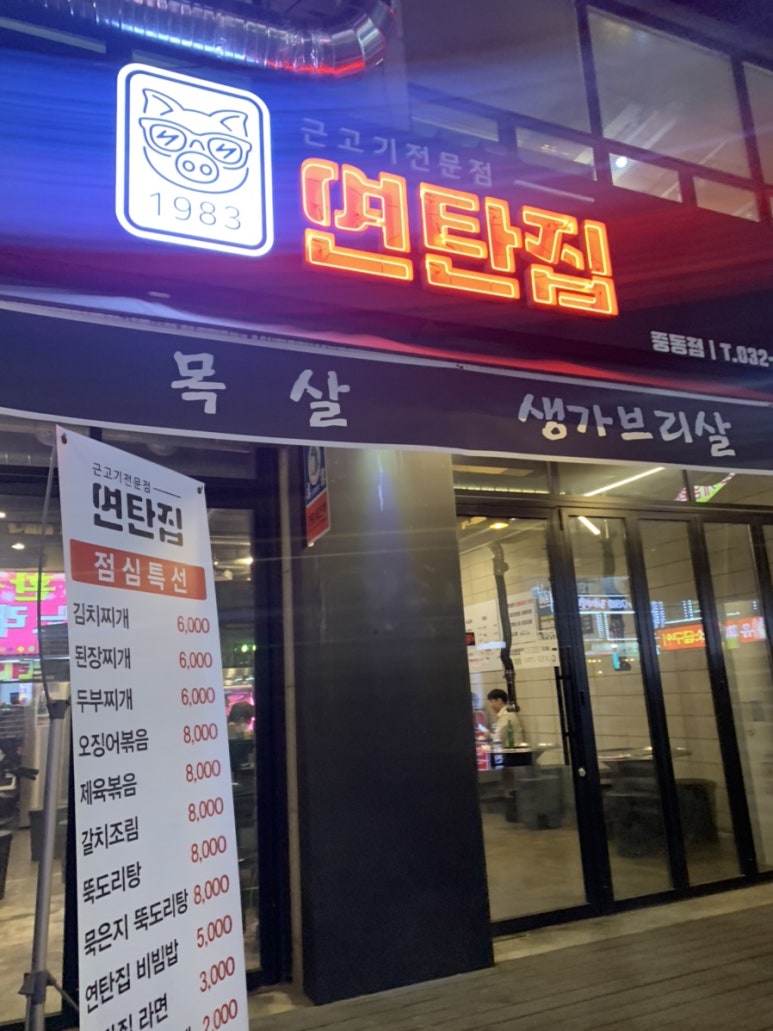 1983
근고기전문점
연탄집
중동점 | T.032-
목살 생가브리살
근고기전문점
연탄집
점심특선
김치찌개 6,000
된장찌개 6,000
두부찌개 6,000
오징어볶음 8,000
제육볶음 8,000
갈치조림 8,000
뚝도리탕 8,000
묵은지 뚝도리탕 8,000
연탄집 비빔밥 5,000
라면 3,000
2,000